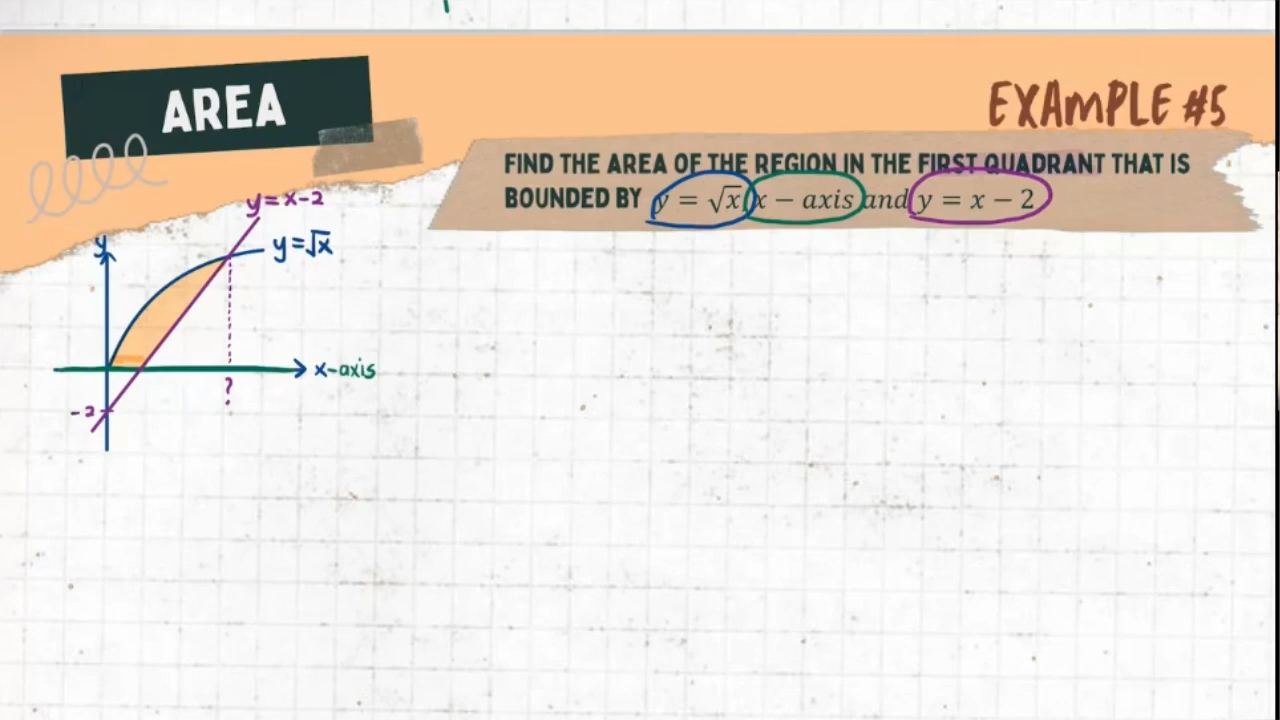 AREA
EXAMPLE #5
FIND THE AREA OF THE REGION IN THE FIRST QUADRANT THAT IS
BOUNDED BY y = √x x − axis and y = x − 2
y=x-2
y
y=√x
x-axis
?
-2